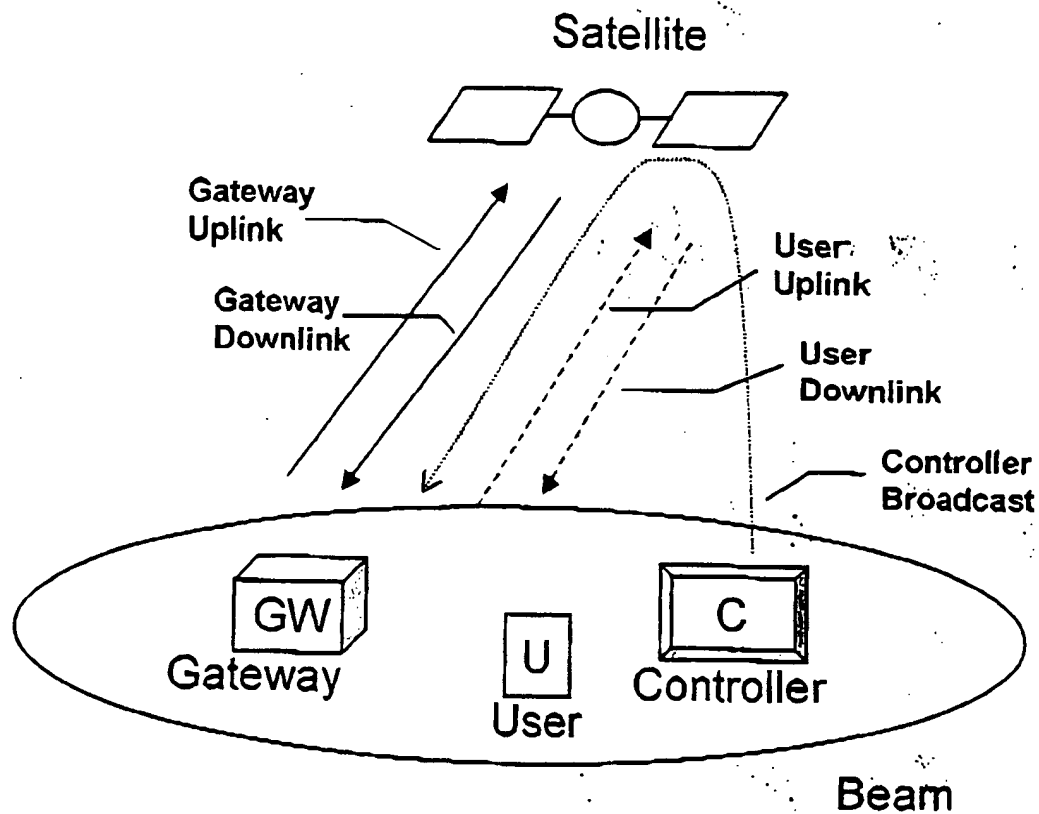 Satellite
Gateway
Uplink
User
Uplink
Gateway
Downlink
User
Downlink
Controller
Broadcast
GW
Gateway
U
User
C
Controller
Beam